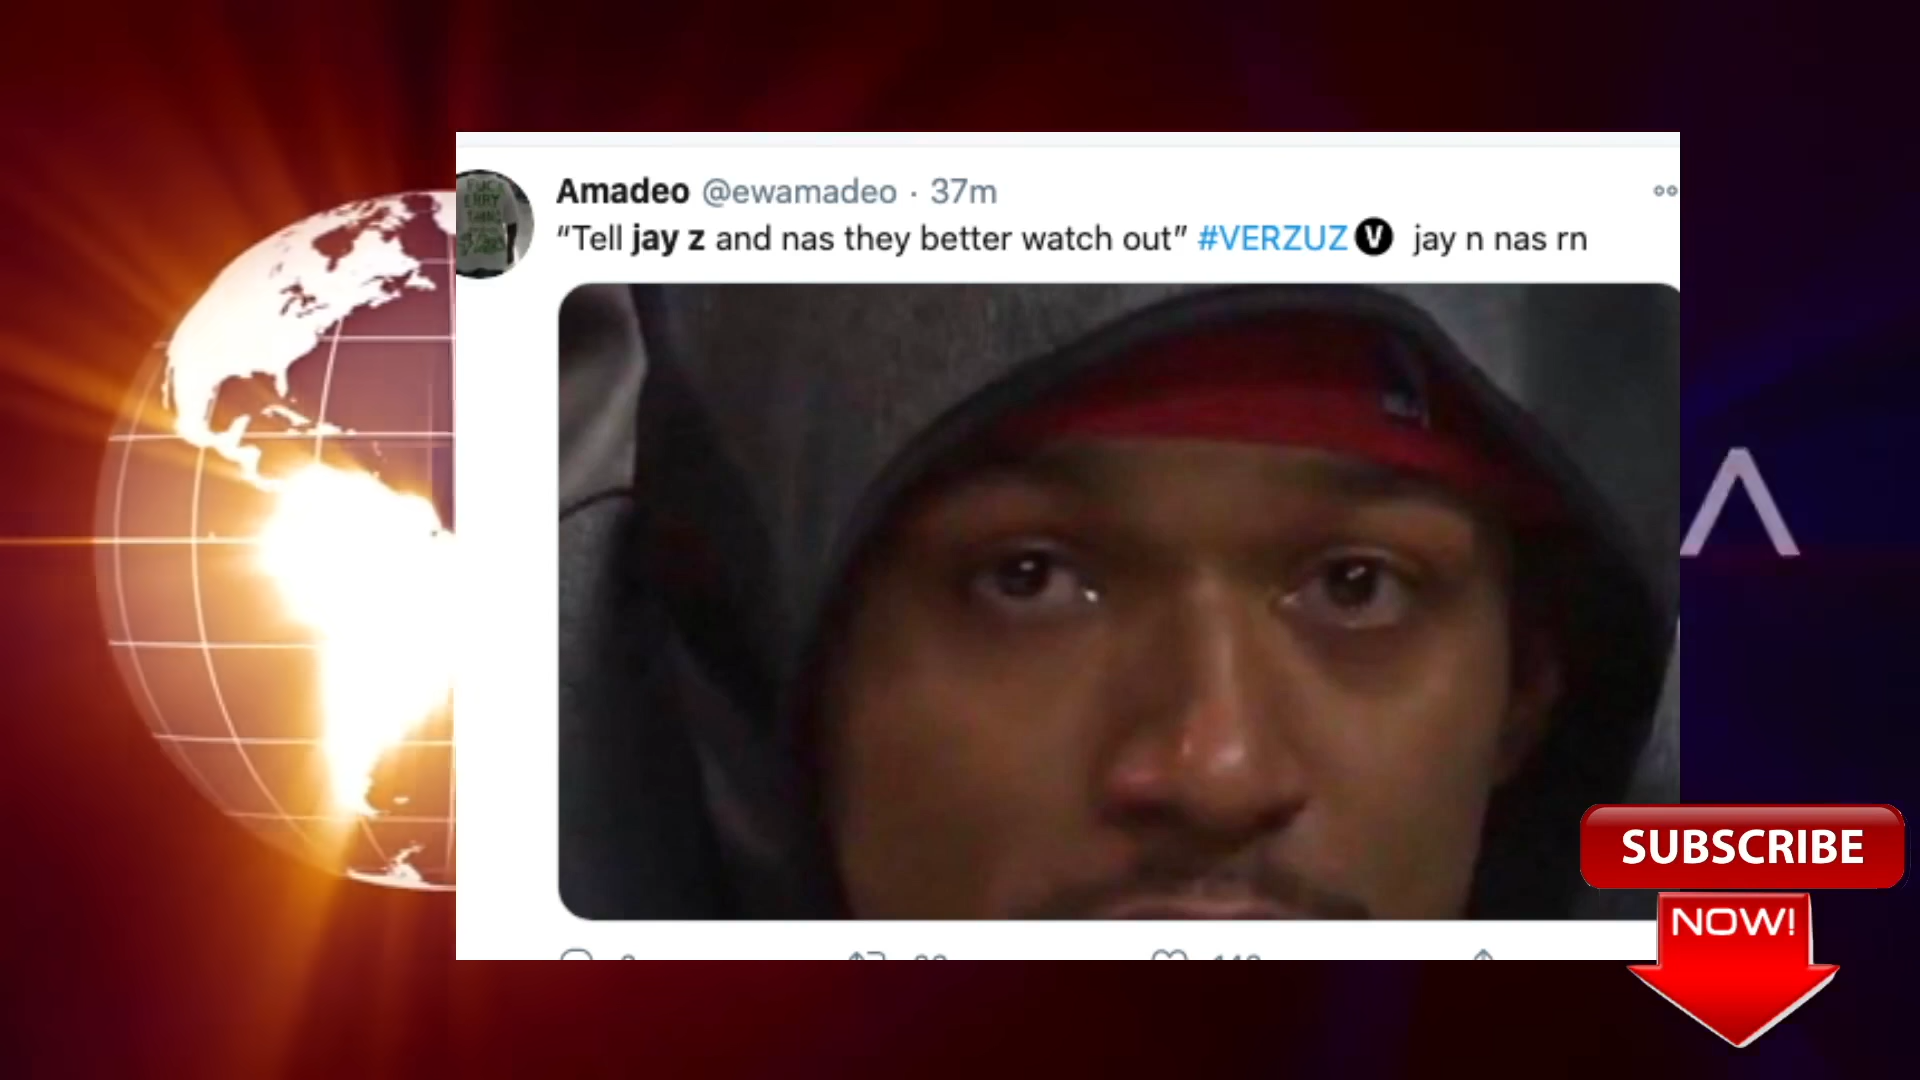 Amadeo @ewamadeo · 37m
“Tell jay z and nas they better watch out” #VERZUZ V jay n nas rn
SUBSCRIBE
NOW!